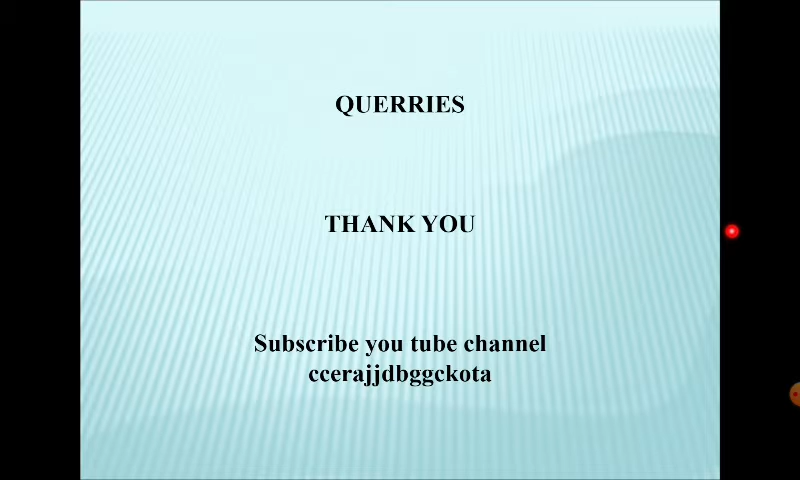 QUERRIES
THANK YOU
Subscribe you tube channel
ccerajjdbggckota